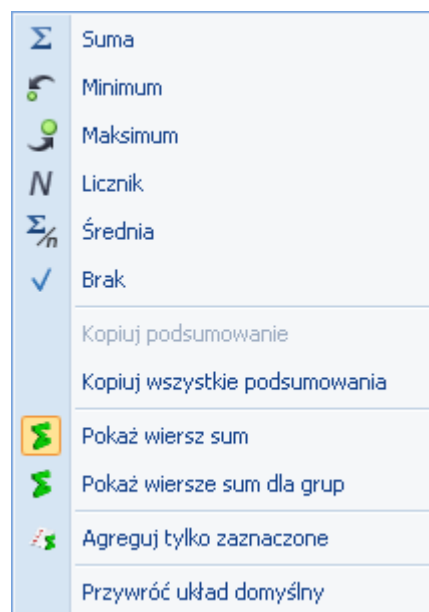 Σ Suma
Minimum
Maksimum
N Licznik
Σ/n Średnia
Brak
Kopiuj podsumowanie
Kopiuj wszystkie podsumowania
Pokaż wiersz sum
Pokaż wiersze sum dla grup
Agreguj tylko zaznaczone
Przywróć układ domyślny